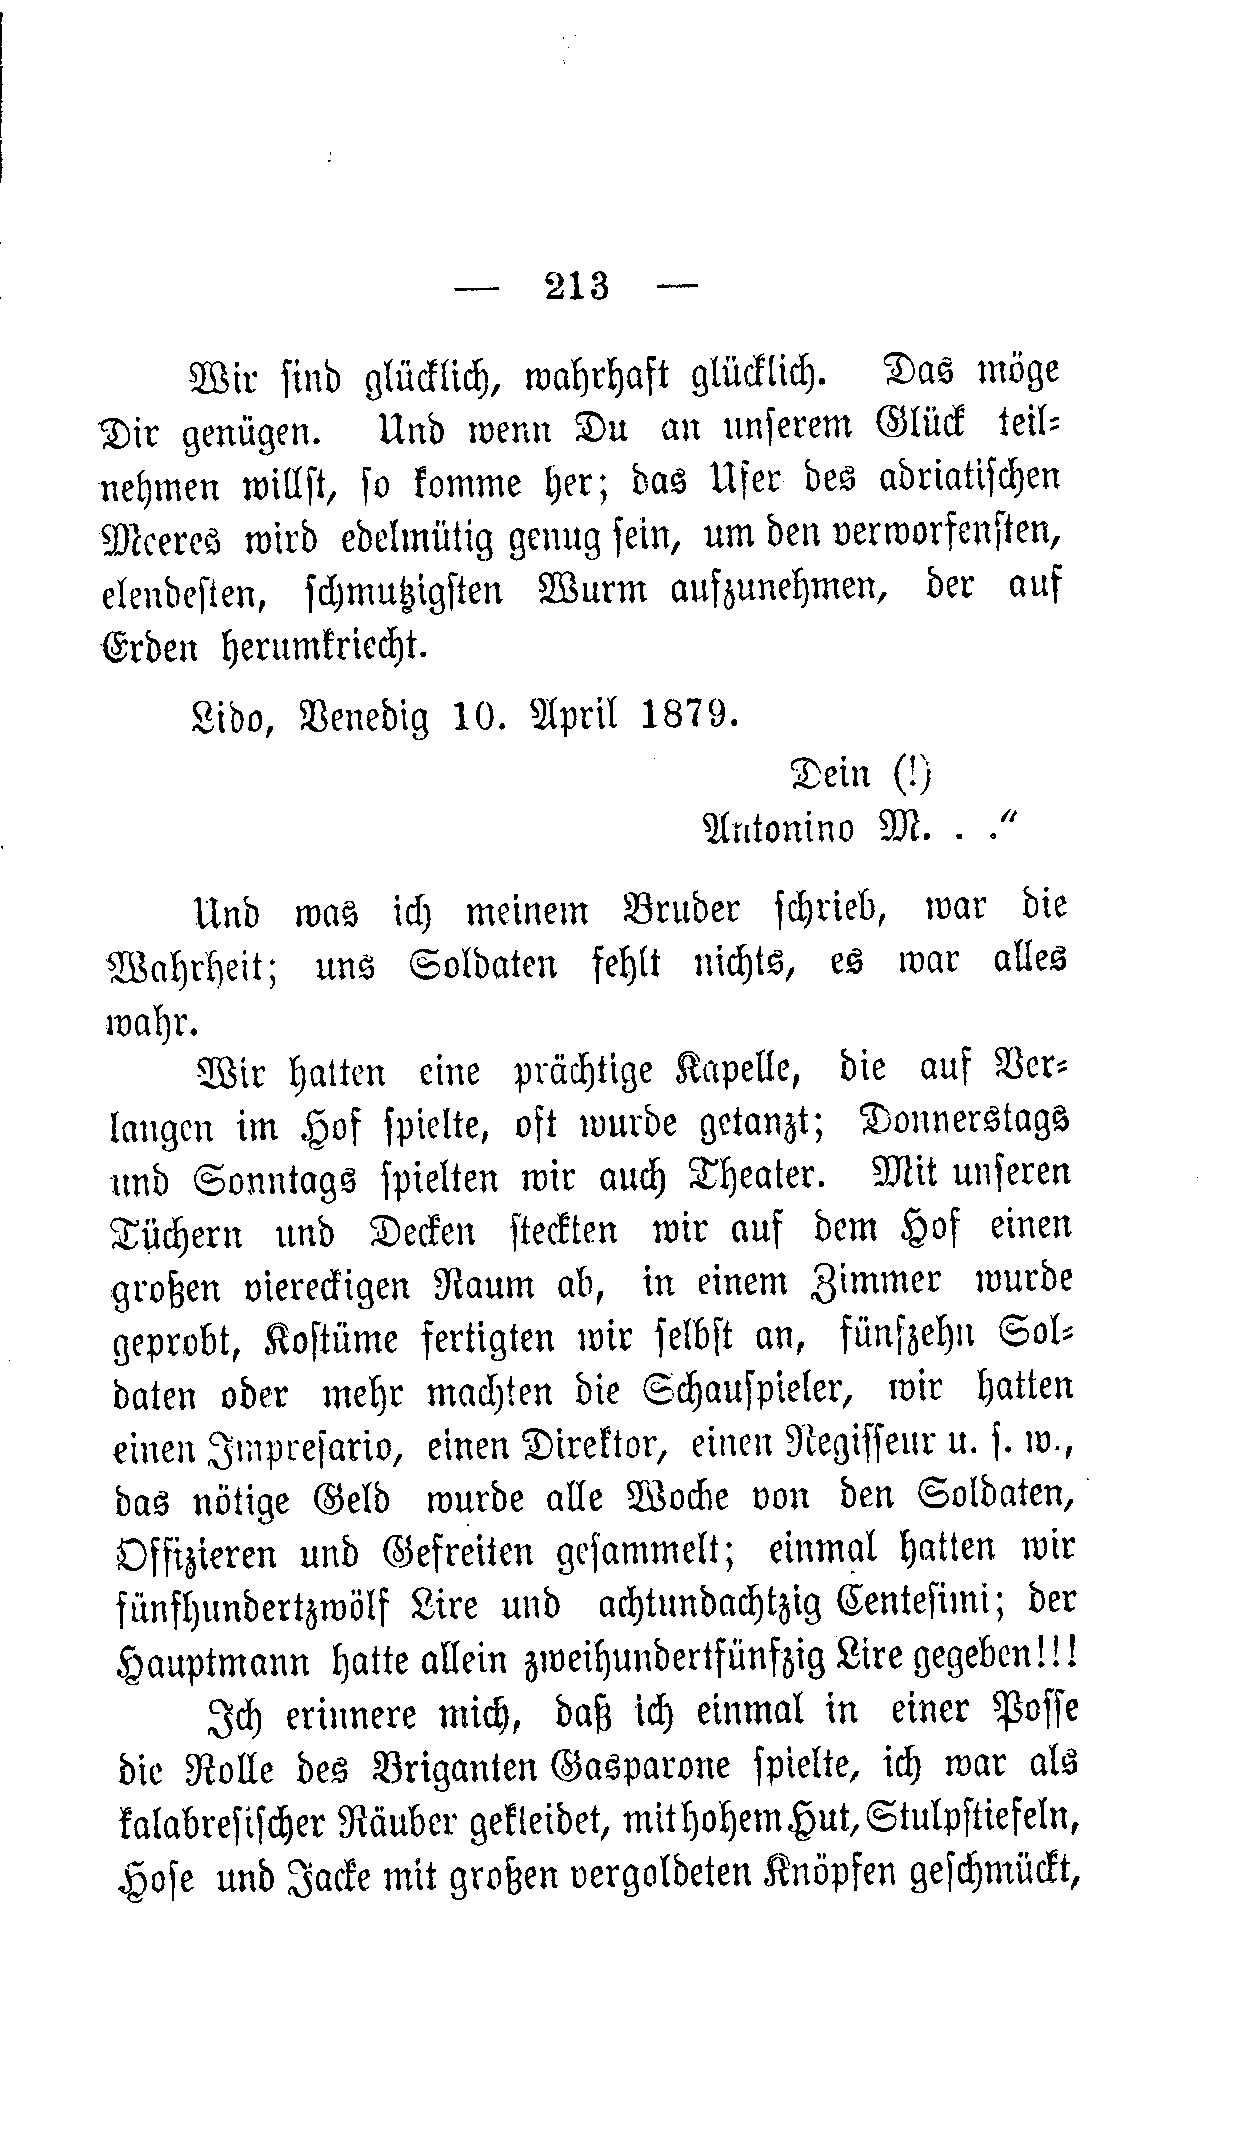 — 213 —
Wir sind glücklich, wahrhaft glücklich. Das möge
Dir genügen. Und wenn Du an unserem Glück teil-
nehmen willst, so komme her; das Ufer des adriatischen
Meeres wird edelmütig genug sein, um den verworfensten,
elendesten, schmutzigsten Wurm aufzunehmen, der auf
Erden herumkriecht.
Lido, Venedig 10. April 1879.
Dein (!)
Antonino M. . .“
Und was ich meinem Bruder schrieb, war die
Wahrheit; uns Soldaten fehlt nichts, es war alles
wahr.
Wir hatten eine prächtige Kapelle, die auf Ver-
langen im Hof spielte, oft wurde getanzt; Donnerstags
und Sonntags spielten wir auch Theater. Mit unseren
Tüchern und Decken steckten wir auf dem Hof einen
großen viereckigen Raum ab, in einem Zimmer wurde
geprobt, Kostüme fertigten wir selbst an, fünfzehn Sol-
daten oder mehr machten die Schauspieler, wir hatten
einen Impresario, einen Direktor, einen Regisseur u. s. w.,
das nötige Geld wurde alle Woche von den Soldaten,
Offizieren und Gefreiten gesammelt; einmal hatten wir
fünfhundertzwölf Lire und achtundachtzig Centesimi; der
Hauptmann hatte allein zweihundertfünfzig Lire gegeben!!!
Ich erinnere mich, daß ich einmal in einer Posse
die Rolle des Briganten Gasparone spielte, ich war als
kalabresischer Räuber gekleidet, mit hohem Hut, Stulpstiefeln,
Hose und Jacke mit großen vergoldeten Knöpfen geschmückt,